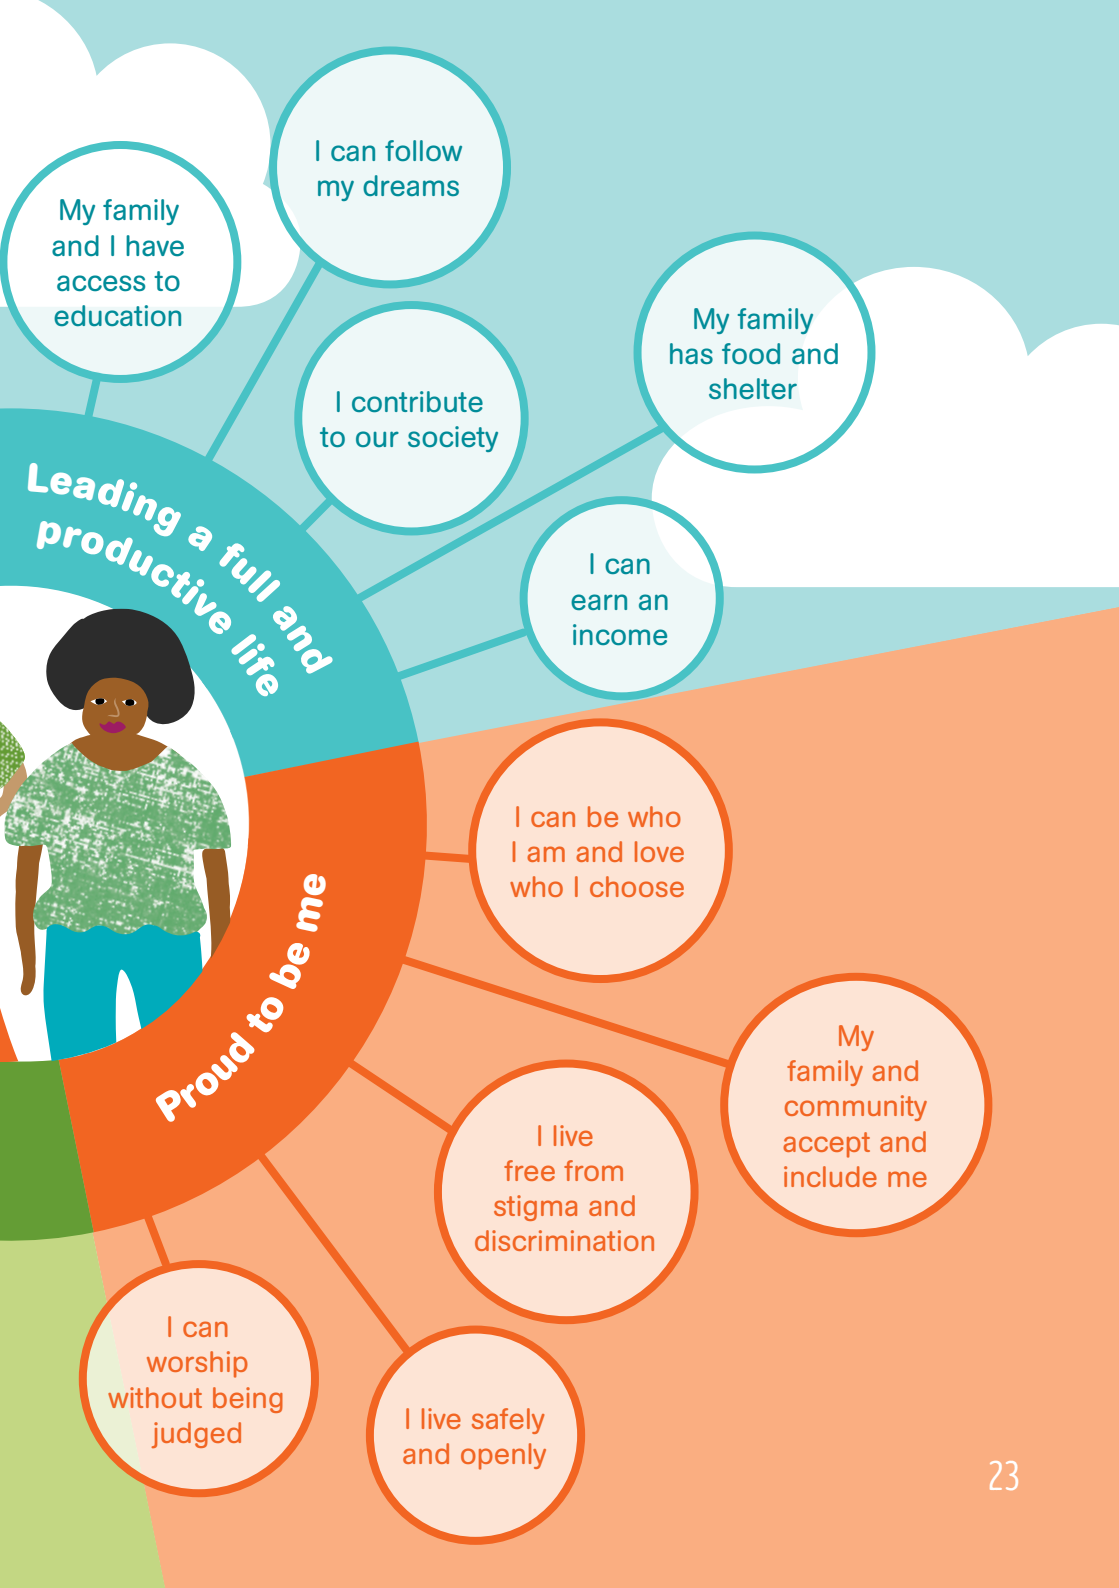 I can follow
my dreams
My family
and I have
access to
education
My family
has food and
shelter
I contribute
to our society
I can
earn an
income
Leading a full and
productive life
I can be who
I am and love
who I choose
Proud to be me
My
family and
community
accept and
include me
I live
free from
stigma and
discrimination
I can
worship
without being
judged
I live safely
and openly
23